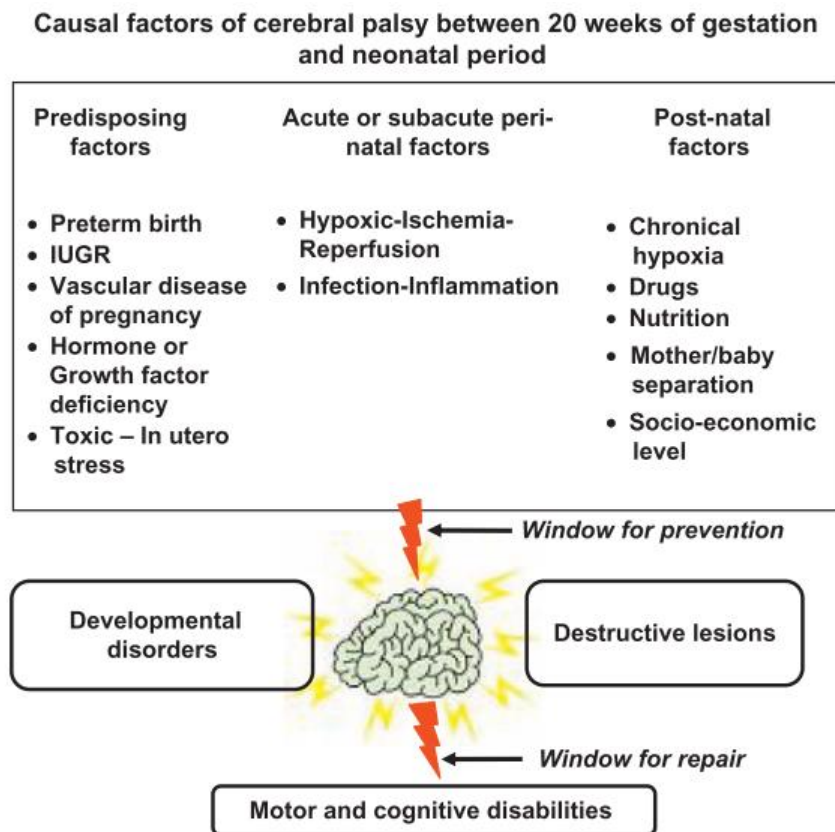 Causal factors of cerebral palsy between 20 weeks of gestation
and neonatal period
Predisposing
factors
• Preterm birth
• IUGR
• Vascular disease
of pregnancy
• Hormone or
Growth factor
deficiency
• Toxic – In utero
stress
Acute or subacute peri-
natal factors
• Hypoxic-Ischemia-
Reperfusion
• Infection-Inflammation
Post-natal
factors
• Chronical
hypoxia
• Drugs
• Nutrition
• Mother/baby
separation
• Socio-economic
level
Window for prevention
Developmental
disorders
Destructive lesions
Window for repair
Motor and cognitive disabilities